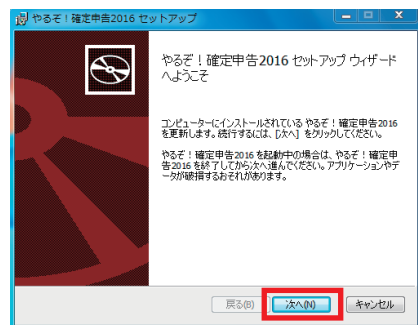 やるぞ！確定申告2016 セットアップ
やるぞ！確定申告2016 セットアップ ウィザード
へようこそ
コンピューターにインストールされている やるぞ！確定申告2016
を更新します。続行するには、[次へ] をクリックしてください。
やるぞ！確定申告2016 を起動中の場合は、やるぞ！確定申
告2016 を終了してから次へ進んでください。アプリケーションやデ
ータが破損するおそれがあります。
戻る(B) 次へ(N) キャンセル